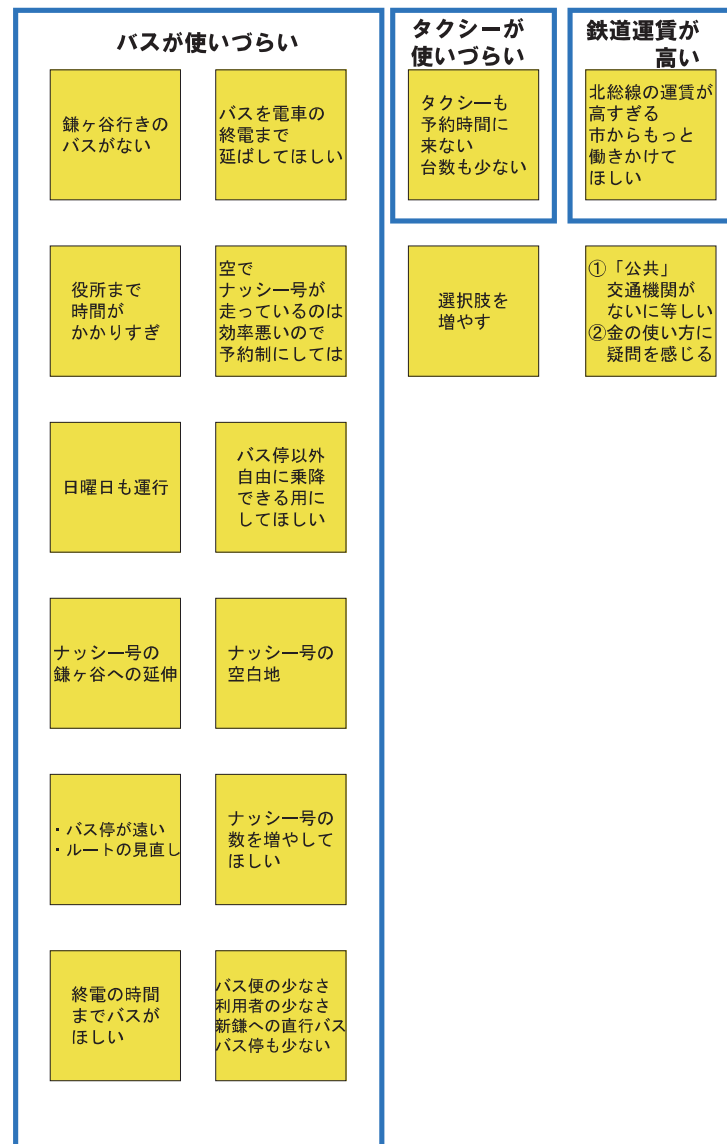 バスが使いづらい
鎌ヶ谷行きの
バスがない
バスを電車の
終電まで
延ばしてほしい
役所まで
時間が
かかりすぎ
空で
ナッシー号が
走っているのは
効率悪いので
予約制にしては
日曜日も運行
バス停以外
自由に乗降
できる用に
してほしい
ナッシー号の
鎌ヶ谷への延伸
ナッシー号の
空白地
・バス停が遠い
・ルートの見直し
ナッシー号の
数を増やして
ほしい
終電の時間
までバスが
ほしい
バス便の少なさ
利用者の少なさ
新鎌への直行バス
バス停も少ない
タクシーが
使いづらい
タクシーも
予約時間に
来ない
台数も少ない
選択肢を
増やす
鉄道運賃が
高い
北総線の運賃が
高すぎる
市からもっと
働きかけて
ほしい
①「公共」
交通機関が
ないに等しい
②金の使い方に
疑問を感じる